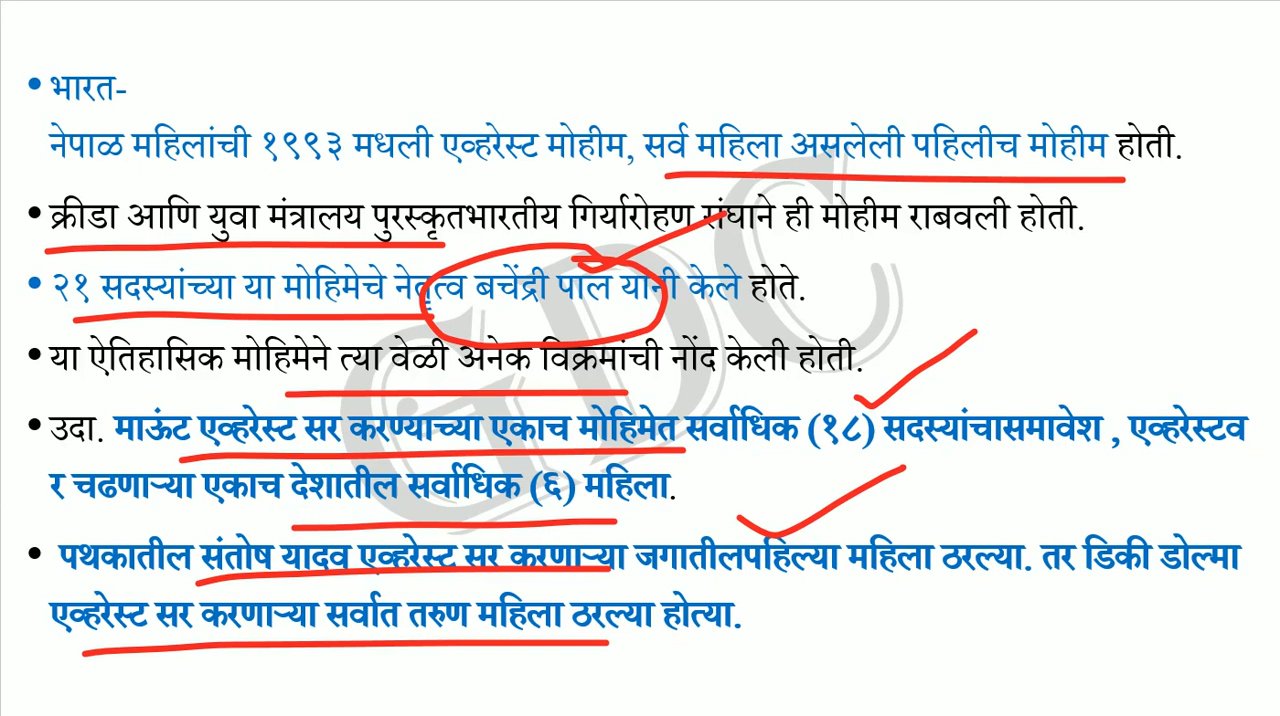 • भारत-
नेपाळ महिलांची १९९३ मधली एव्हरेस्ट मोहीम, सर्व महिला असलेली पहिलीच मोहीम होती.
• क्रीडा आणि युवा मंत्रालय पुरस्कृतभारतीय गिर्यारोहण संघाने ही मोहीम राबवली होती.
• २१ सदस्यांच्या या मोहिमेचे नेतृत्व बचेंद्री पाल यांनी केले होते.
• या ऐतिहासिक मोहिमेने त्या वेळी अनेक विक्रमांची नोंद केली होती.
• उदा. माऊंट एव्हरेस्ट सर करण्याच्या एकाच मोहिमेत सर्वाधिक (१८) सदस्यांचासमावेश , एव्हरेस्टव
र चढणाऱ्या एकाच देशातील सर्वाधिक (६) महिला.
• पथकातील संतोष यादव एव्हरेस्ट सर करणाऱ्या जगातीलपहिल्या महिला ठरल्या. तर डिकी डोल्मा
एव्हरेस्ट सर करणाऱ्या सर्वात तरुण महिला ठरल्या होत्या.
GDC